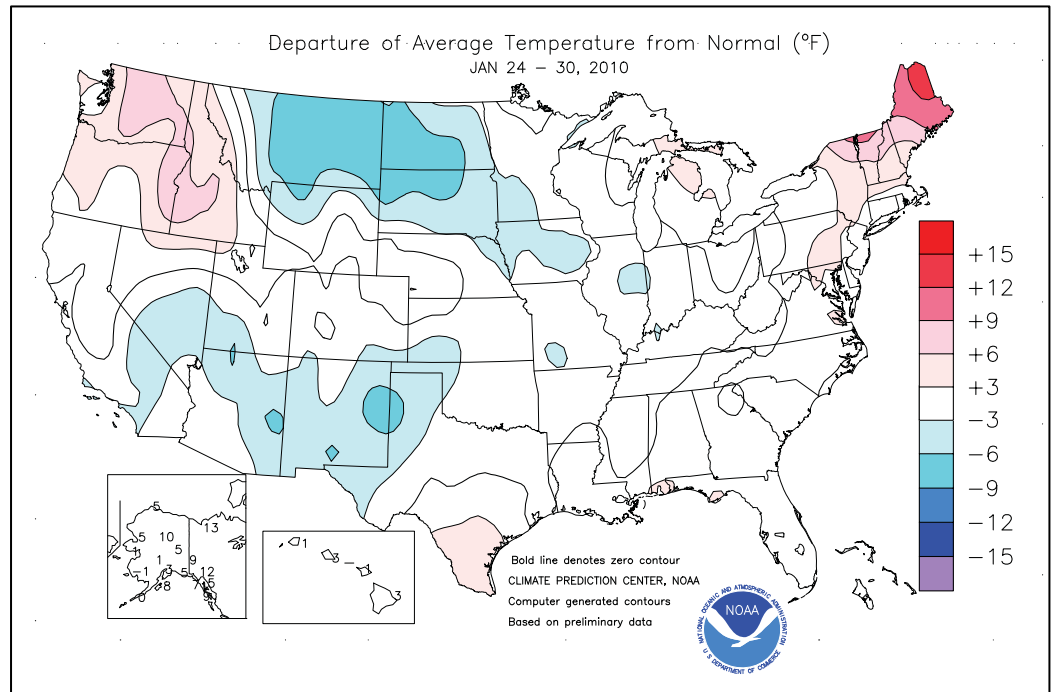 Departure of Average Temperature from Normal (°F)
JAN 24 – 30, 2010
+15
+12
+9
+6
+3
−3
−6
−9
−12
−15
5
13
5
10
5
1
9
−1
3
5
12
8
0
1
3
3
Bold line denotes zero contour
CLIMATE PREDICTION CENTER, NOAA
Computer generated contours
Based on preliminary data
NATIONAL OCEANIC AND ATMOSPHERIC ADMINISTRATION
NOAA
U S DEPARTMENT OF COMMERCE